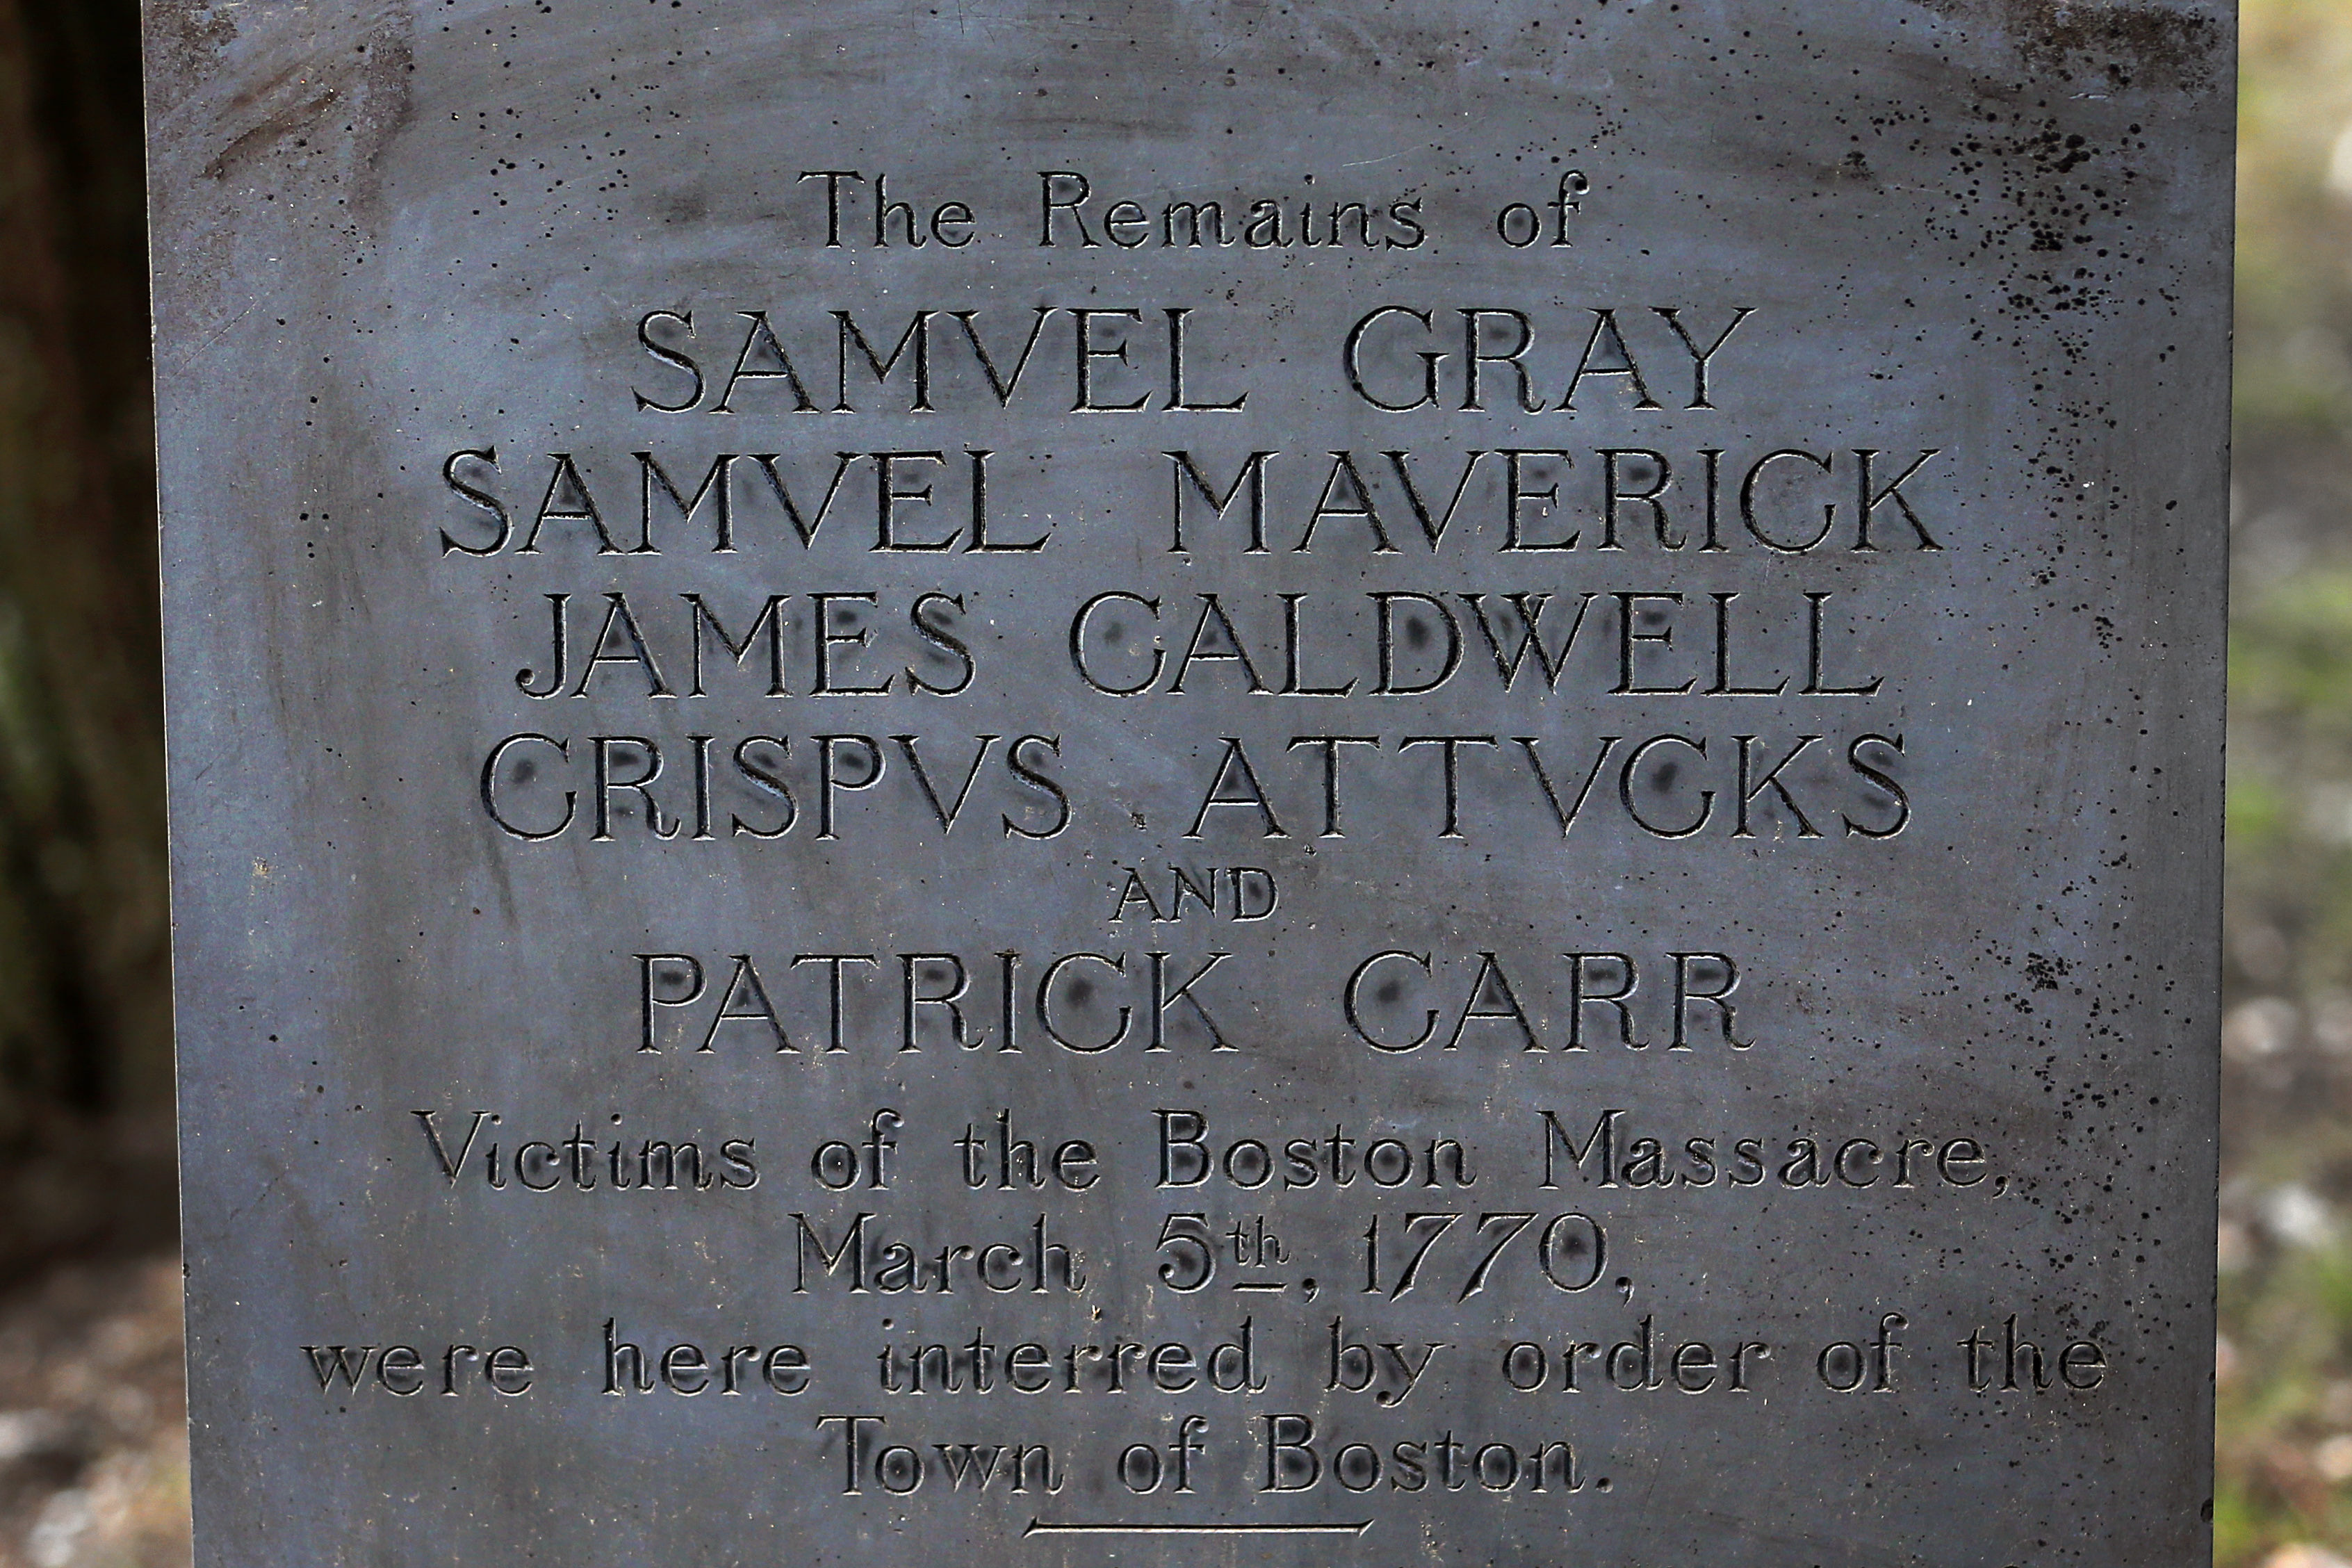 The Remains of
SAMVEL GRAY
SAMVEL MAVERICK
JAMES CALDWELL
CRISPVS ATTVCKS
AND
PATRICK CARR
Victims of the Boston Massacre,
March 5th, 1770,
were here interred by order of the
Town of Boston.